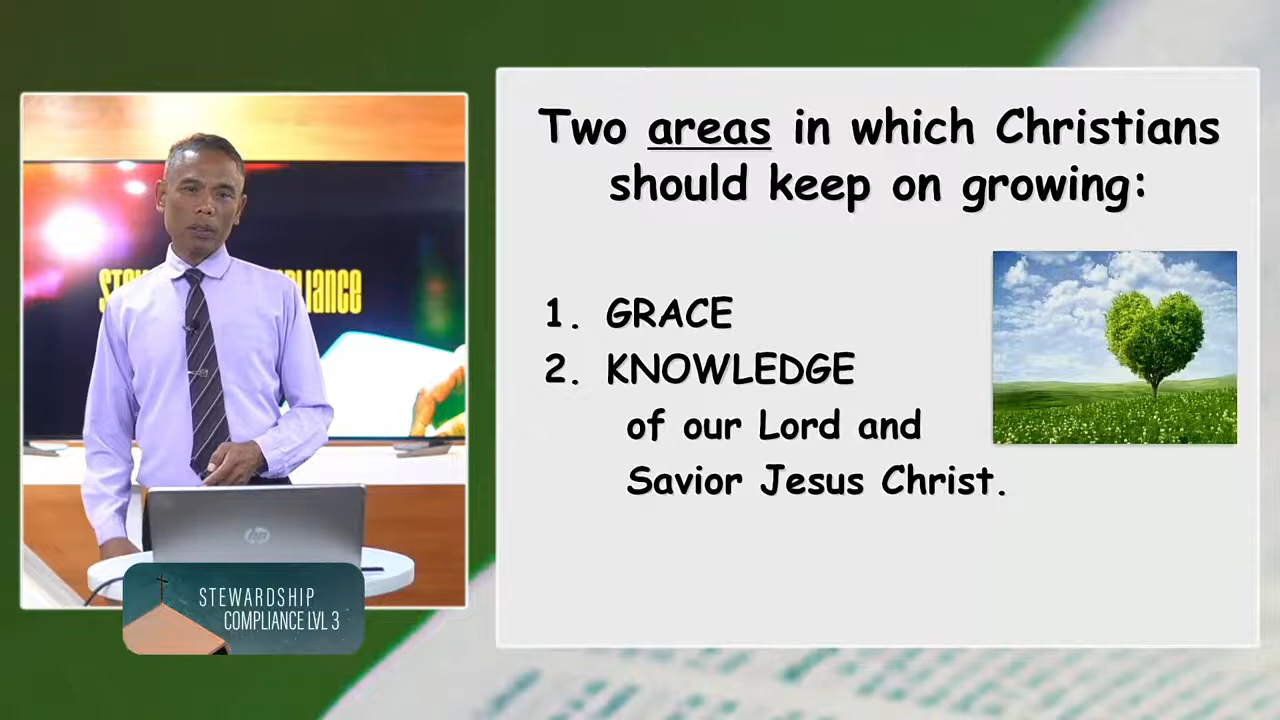 Two areas in which Christians
should keep on growing:
1. GRACE
2. KNOWLEDGE
of our Lord and
Savior Jesus Christ.
hp
STEWARDSHIP
COMPLIANCE LVL 3